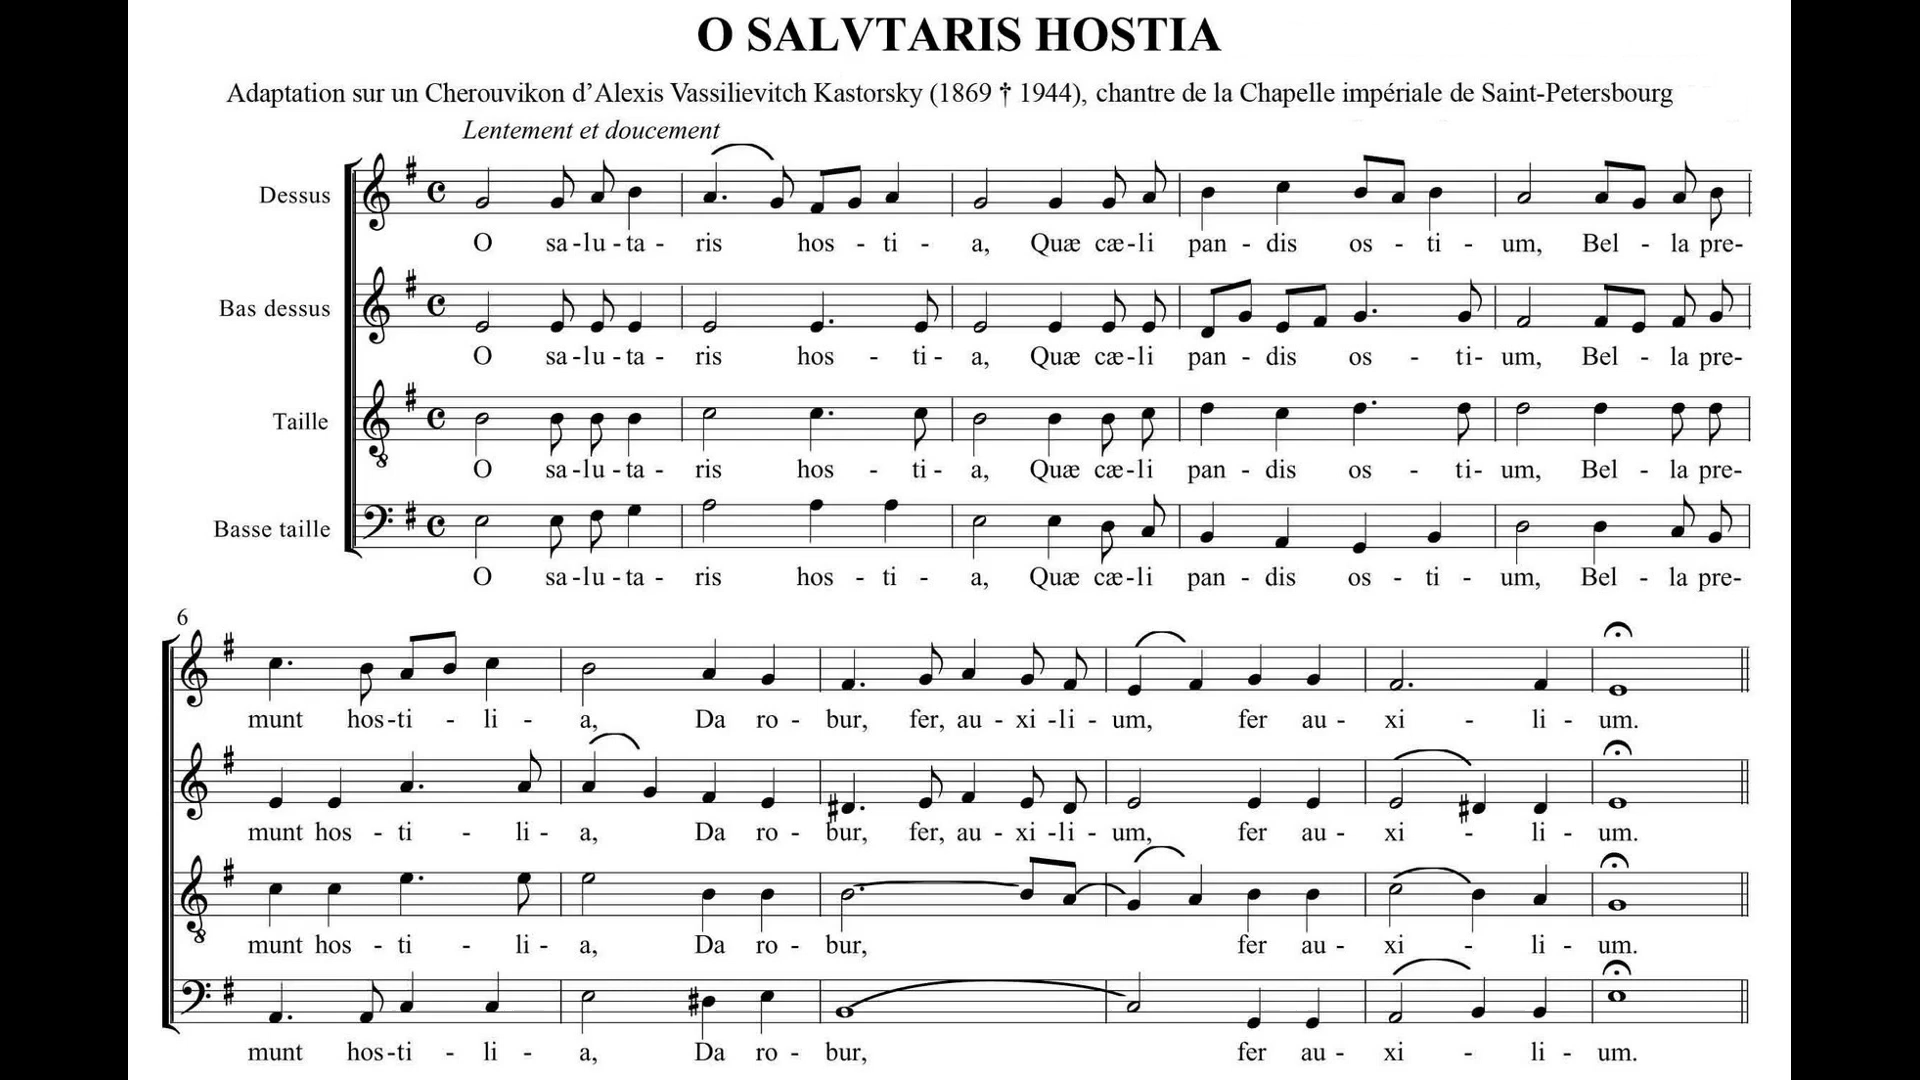 O SALVTARIS HOSTIA
Adaptation sur un Cherouvikon d’Alexis Vassilievitch Kastorsky (1869 † 1944), chantre de la Chapelle impériale de Saint-Petersbourg
Lentement et doucement
Dessus
O sa - lu - ta - ris hos - ti - a, Quæ cæ - li pan - dis os - ti - um, Bel - la pre-
Bas dessus
O sa - lu - ta - ris hos - ti - a, Quæ cæ - li pan - dis os - ti- um, Bel - la pre-
Taille
O sa - lu - ta - ris hos - ti - a, Quæ cæ - li pan - dis os - ti- um, Bel - la pre-
Basse taille
O sa - lu - ta - ris hos - ti - a, Quæ cæ - li pan - dis os - ti - um, Bel - la pre-
6
munt hos - ti - li - a, Da ro - bur, fer, au - xi - li - um, fer au - xi - li - um.
munt hos - ti - li - a, Da ro - bur, fer, au - xi - li - um, fer au - xi - li - um.
munt hos - ti - li - a, Da ro - bur, fer au - xi - li - um.
munt hos - ti - li - a, Da ro - bur, fer au - xi - li - um.